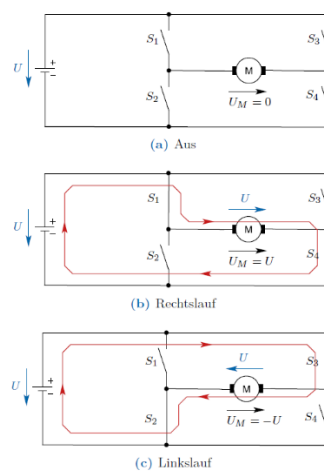 S1
S3
U
+
−
M
S2
S4
UM = 0
(a) Aus
S1
U
S3
U
+
−
M
S2
UM = U
S4
(b) Rechtslauf
S1
U
S3
U
+
−
M
S2
UM = −U
S4
(c) Linkslauf